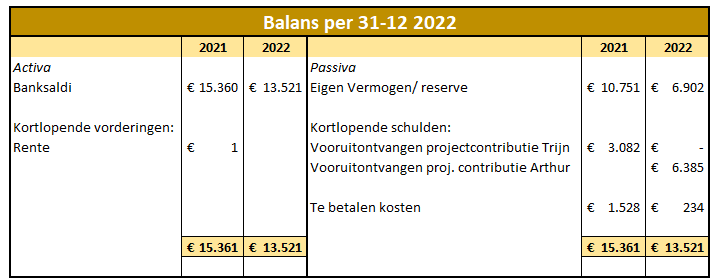 Balans per 31-12 2022
2021 2022 2021 2022
Activa Passiva
Banksaldi € 15.360 € 13.521 Eigen Vermogen/ reserve € 10.751 € 6.902
Kortlopende vorderingen: Kortlopende schulden:
Rente € 1 Vooruitontvangen projectcontributie Trijn € 3.082 € -
Vooruitontvangen proj. contributie Arthur € 6.385
Te betalen kosten € 1.528 € 234
€ 15.361 € 13.521 € 15.361 € 13.521